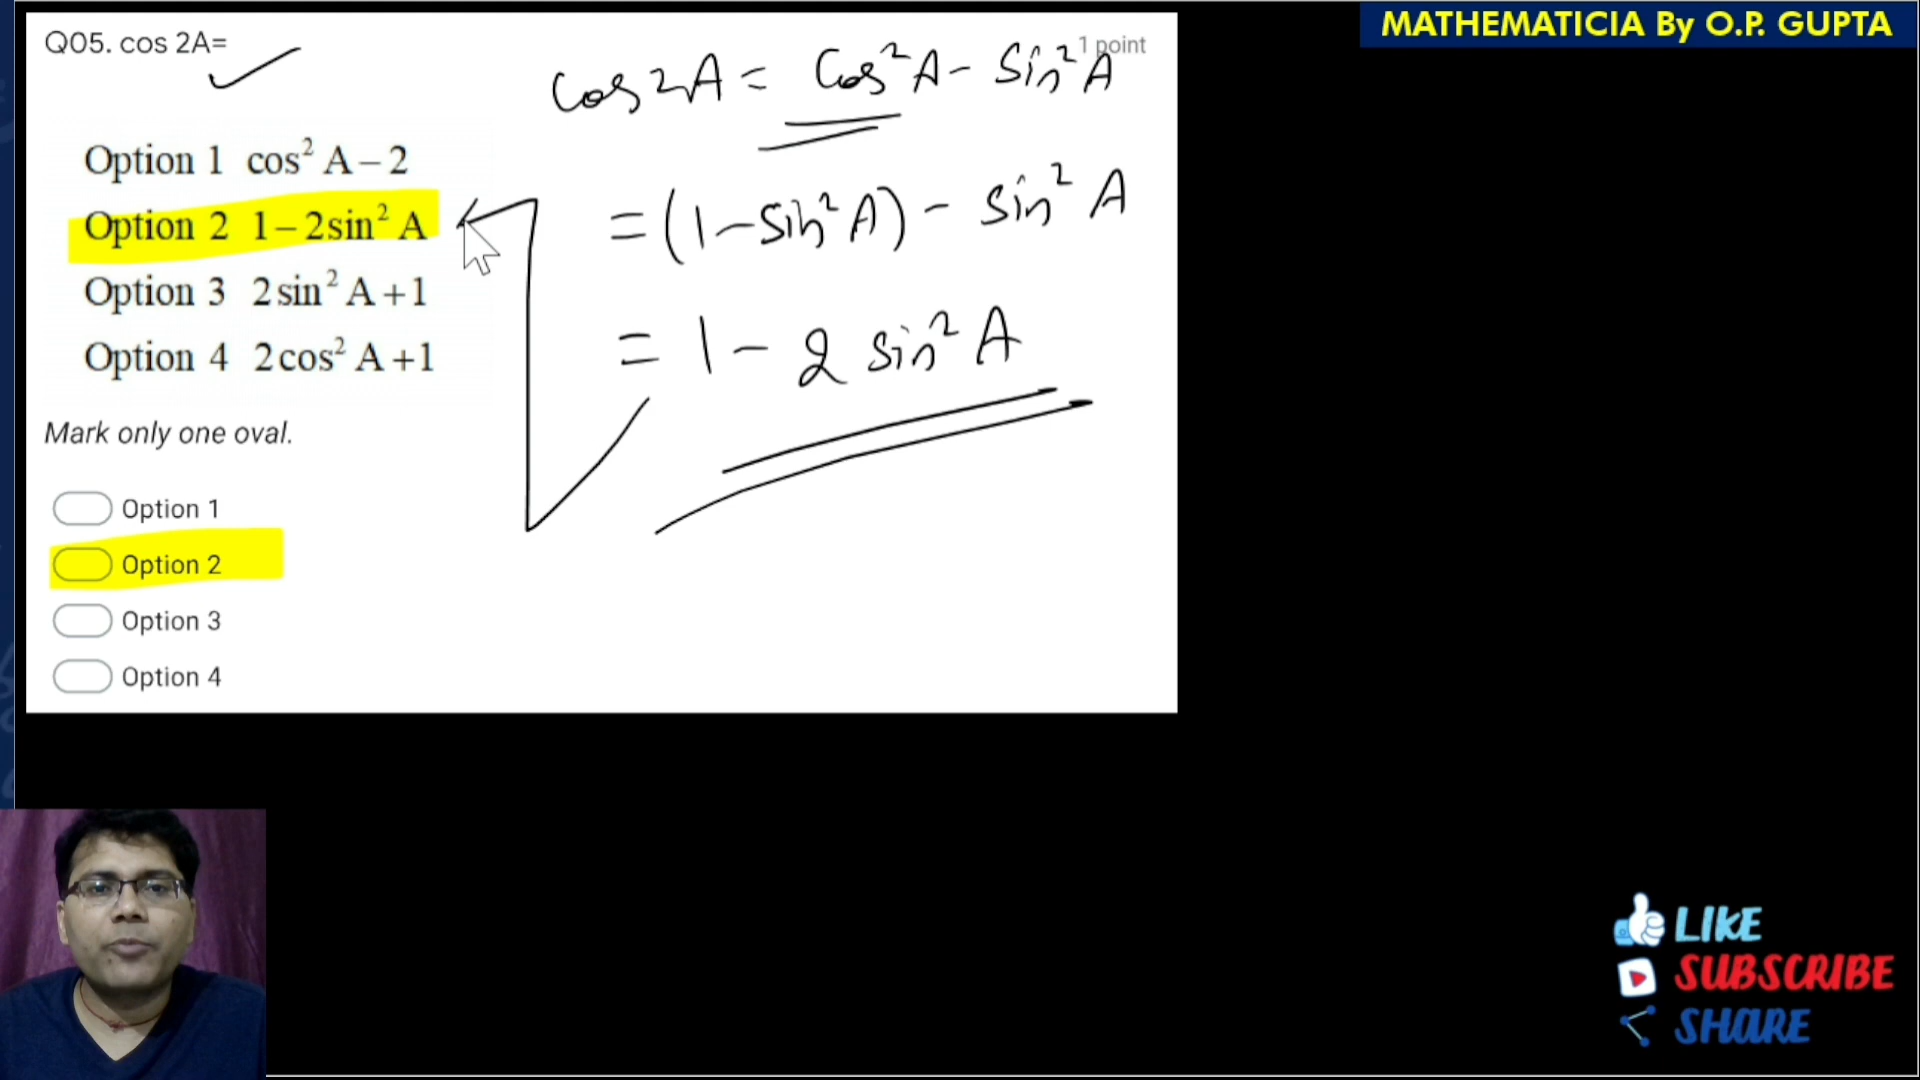 MATHEMATICIA By O.P. GUPTA
Q05. cos 2A=
1 point
Option 1 cos² A – 2
Option 2 1 – 2sin² A
Option 3 2sin² A + 1
Option 4 2cos² A + 1
Mark only one oval.
Option 1
Option 2
Option 3
Option 4
Cos 2A = Cos²A - Sin²A
= (1 - Sin²A) - Sin² A
= 1 - 2 Sin² A
LIKE
SUBSCRIBE
SHARE